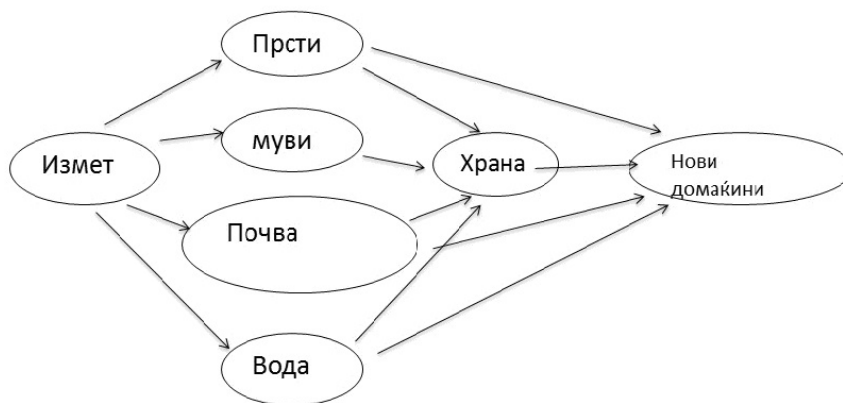 Прсти
муви
Измет
Храна
Нови
домаќини
Почва
Вода